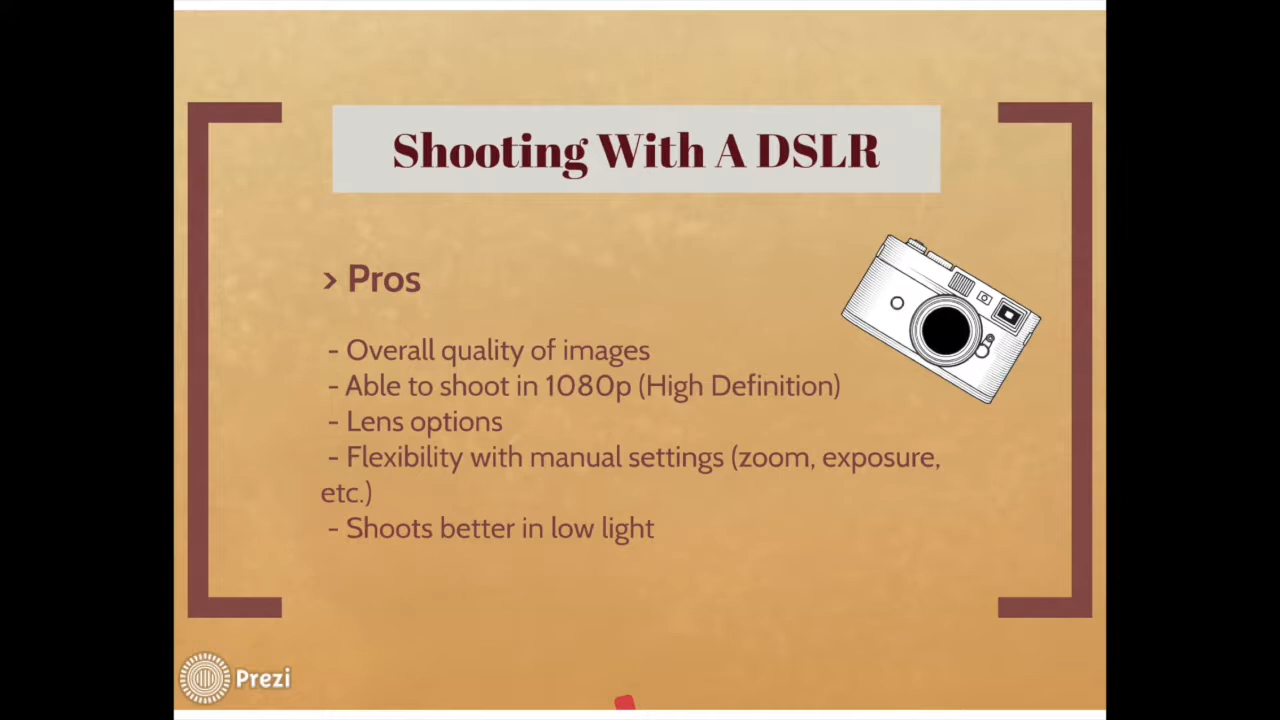 Shooting With A DSLR
> Pros
- Overall quality of images
- Able to shoot in 1080p (High Definition)
- Lens options
- Flexibility with manual settings (zoom, exposure,
etc.)
- Shoots better in low light
Prezi